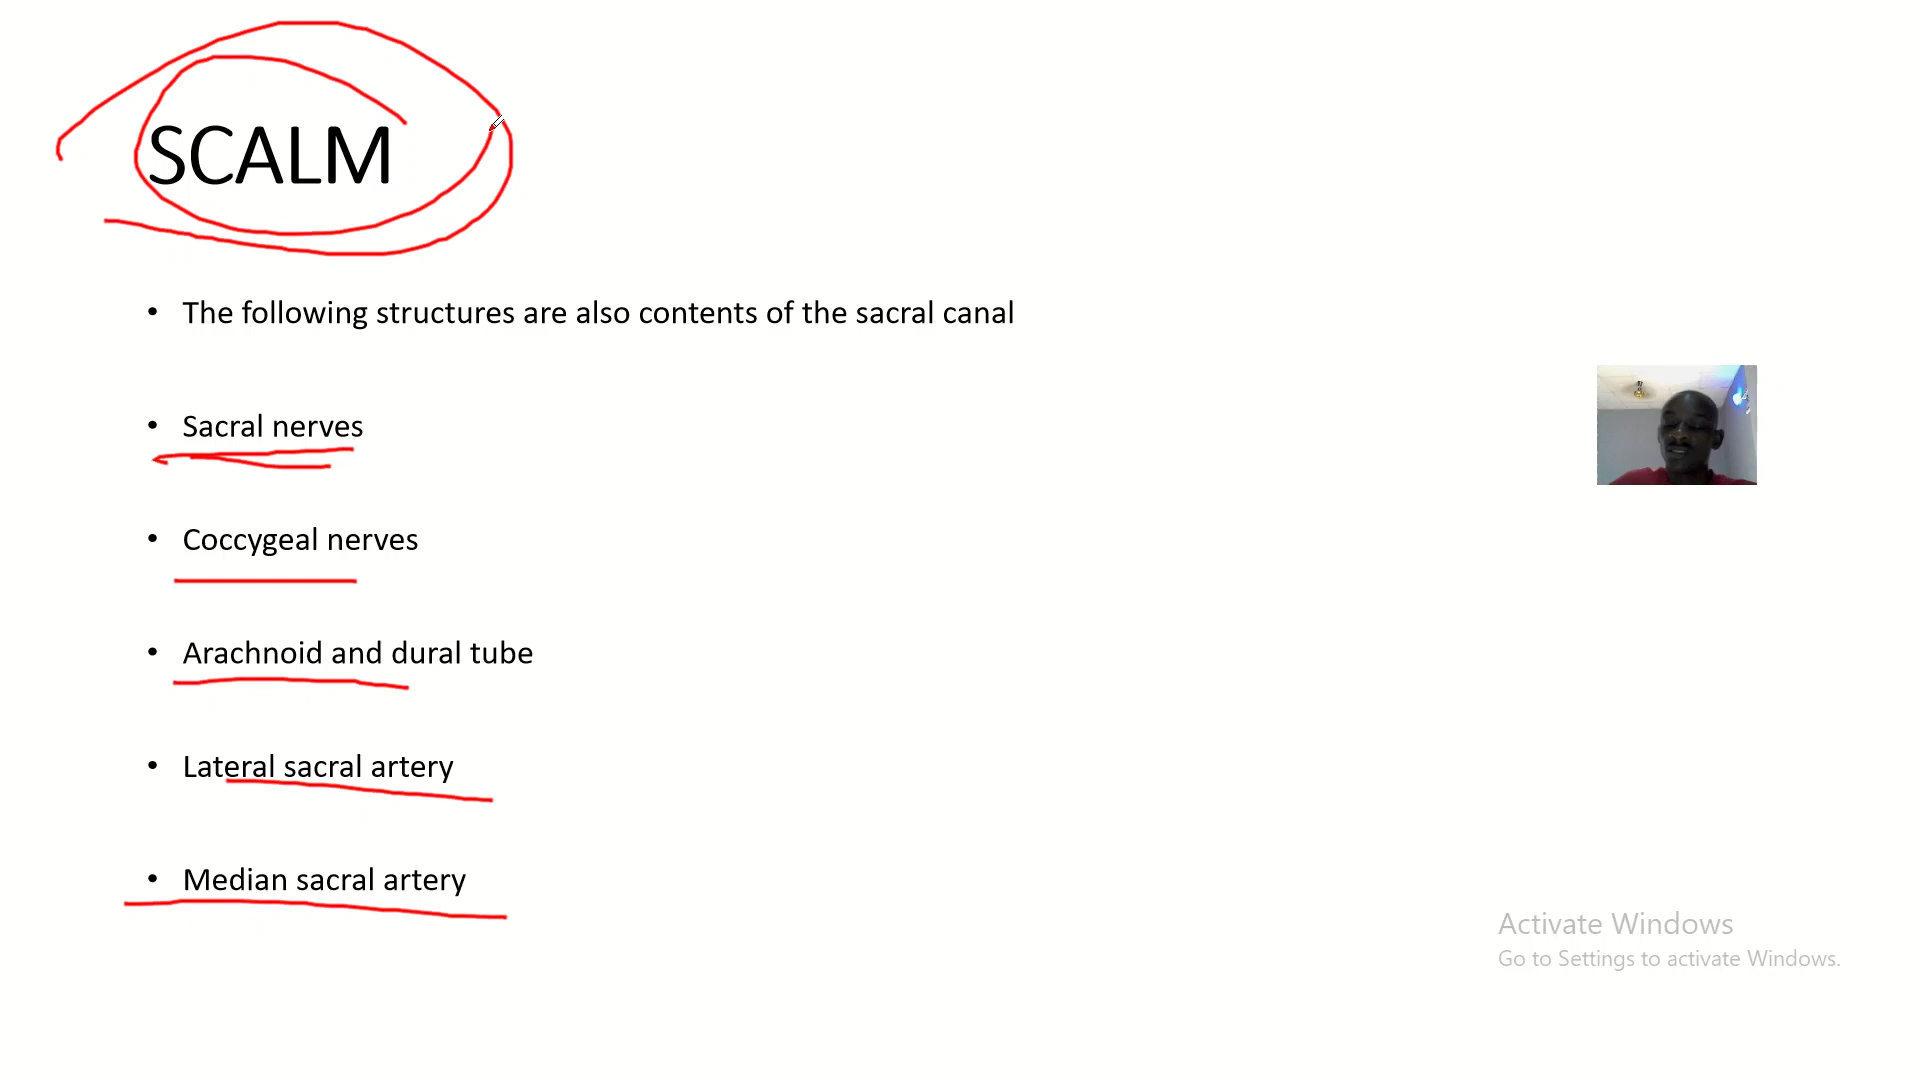 SCALM
• The following structures are also contents of the sacral canal
• Sacral nerves
• Coccygeal nerves
• Arachnoid and dural tube
• Lateral sacral artery
• Median sacral artery
Activate Windows
Go to Settings to activate Windows.